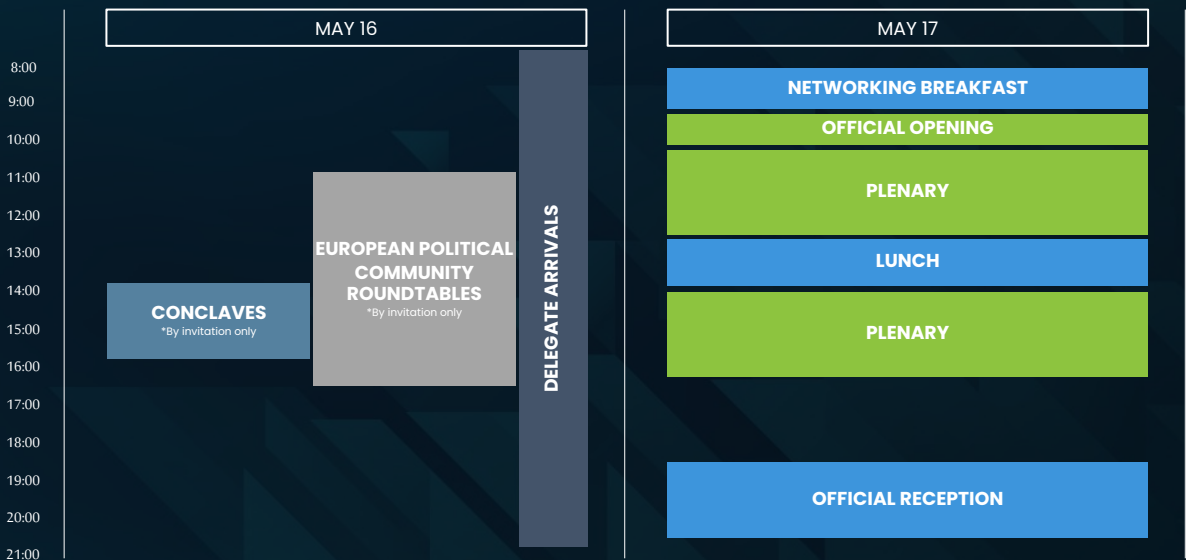 MAY 16
MAY 17
8:00
9:00
10:00
11:00
12:00
13:00
14:00
15:00
16:00
17:00
18:00
19:00
20:00
21:00
CONCLAVES
*By invitation only
EUROPEAN POLITICAL
COMMUNITY
ROUNDTABLES
*By invitation only
DELEGATE ARRIVALS
NETWORKING BREAKFAST
OFFICIAL OPENING
PLENARY
LUNCH
PLENARY
OFFICIAL RECEPTION